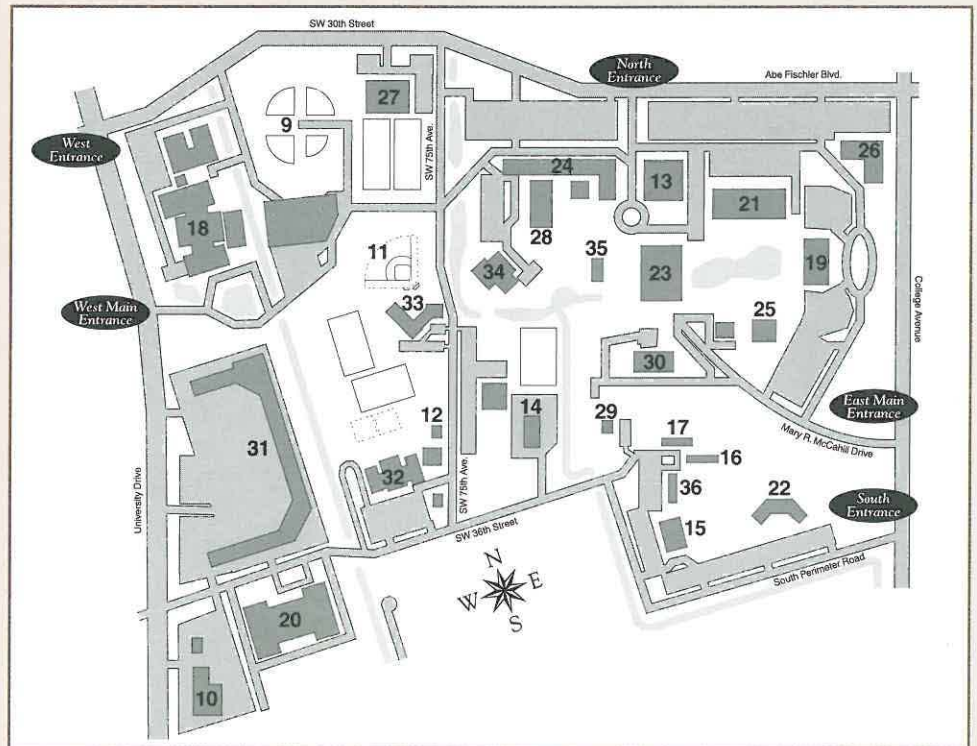 SW 30th Street
North
Entrance
Abe Fischler Blvd.
27
9
SW 75th Ave.
West
Entrance
26
24
13
21
18
28
35
11
34
23
19
33
West Main
Entrance
25
College Avenue
30
East Main
Entrance
12
14
29
17
Mary R. McCahill Drive
31
16
32
SW 75th Ave.
36
22
University Drive
South
Entrance
15
SW 36th Street
South Perimeter Road
N
W
E
S
20
10